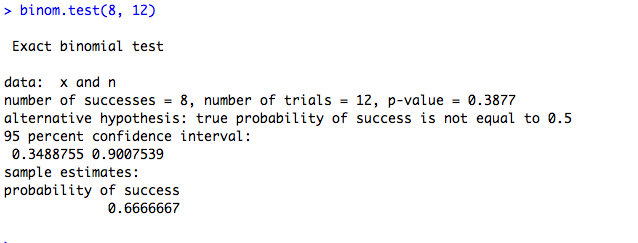 > binom.test(8, 12)
Exact binomial test
data:  x and n
number of successes = 8, number of trials = 12, p-value = 0.3877
alternative hypothesis: true probability of success is not equal to 0.5
95 percent confidence interval:
 0.3488755 0.9007539
sample estimates:
probability of success
             0.6666667